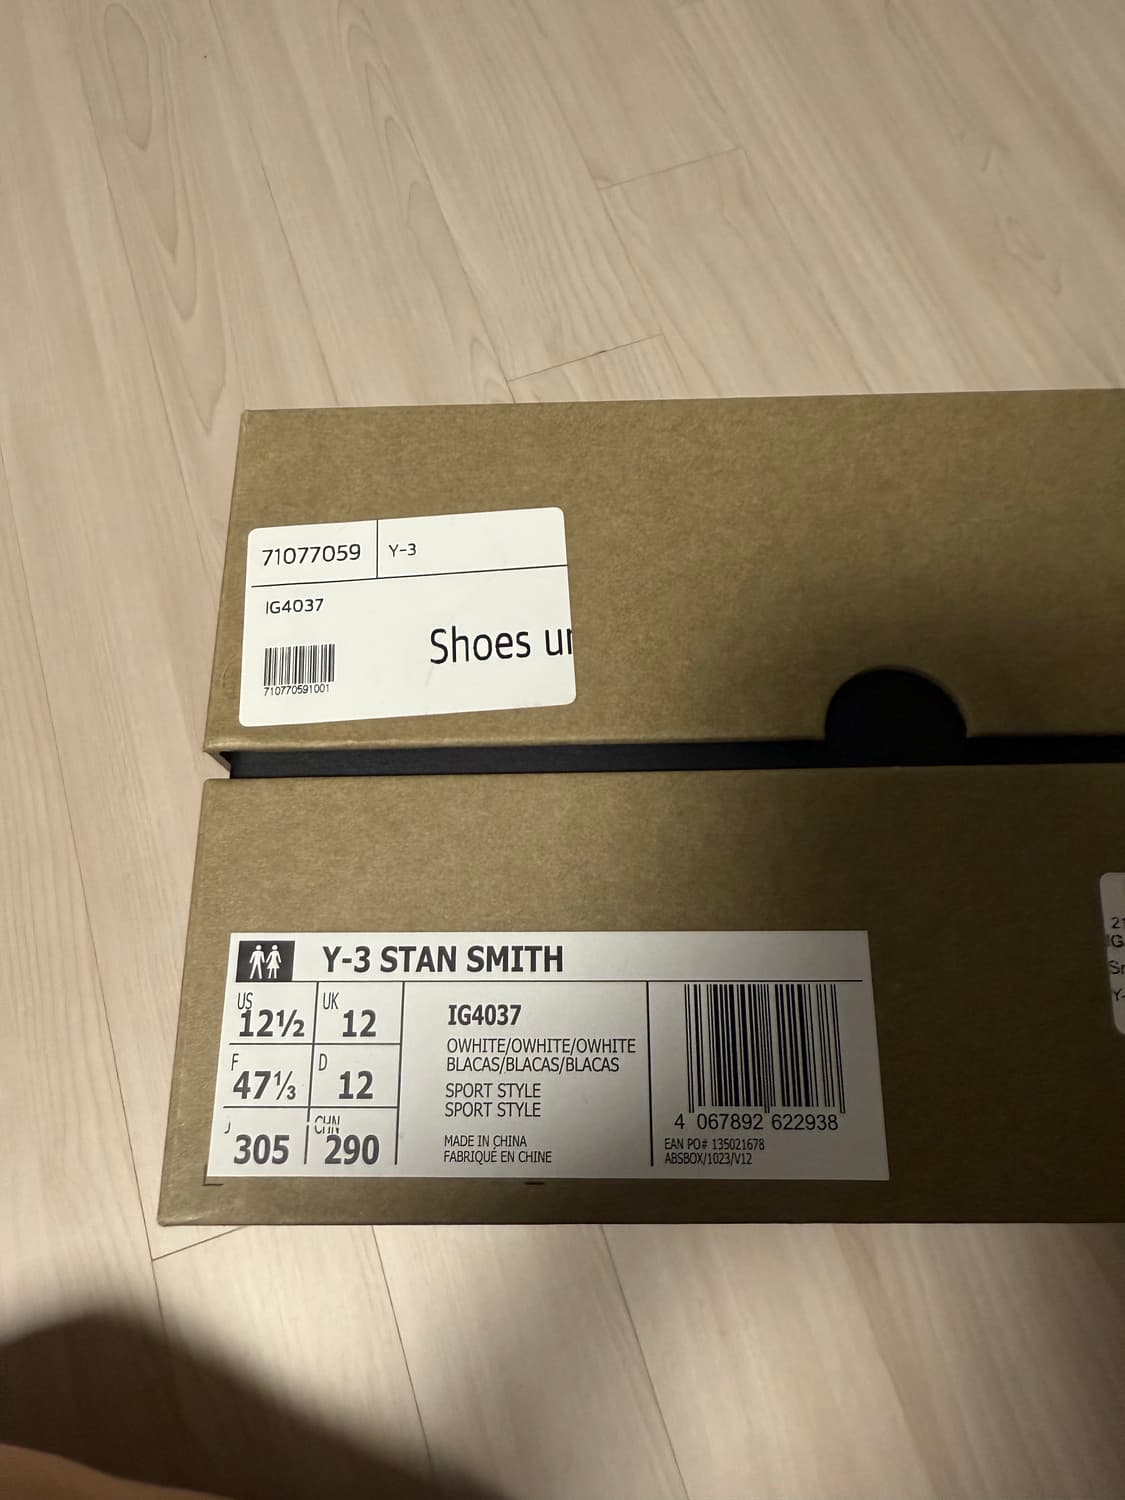 71077059 Y-3
IG4037
Shoes
710770591001
Y-3 STAN SMITH
US 12½ UK 12
F 47⅓ D 12
J 305 CHN 290
IG4037
OWHITE/OWHITE/OWHITE
BLACAS/BLACAS/BLACAS
SPORT STYLE
SPORT STYLE
MADE IN CHINA
FABRIQUÉ EN CHINE
4 067892 622938
EAN PO# 135021678
ABSBOX/1023/V12